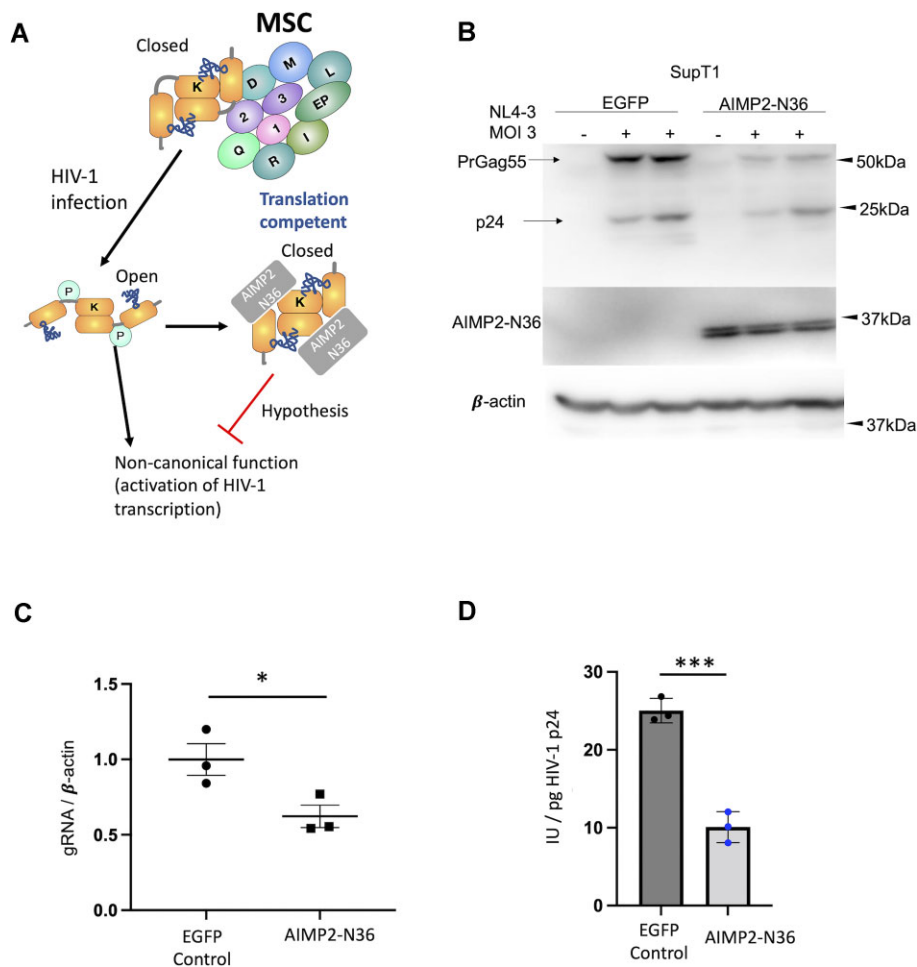 A
MSC
Closed
K
D
M
L
2
3
EP
1
Q
R
I
HIV-1
infection
Translation
competent
Open
Closed
P
K
P
AIMP2
N36
K
AIMP2
N36
Hypothesis
Non-canonical function
(activation of HIV-1
transcription)
B
SupT1
EGFP AIMP2-N36
NL4-3
MOI 3 - + + - + +
PrGag55 50kDa
p24 25kDa
AIMP2-N36 37kDa
β-actin
37kDa
C
*
1.5
1.0
0.5
0.0
gRNA / β-actin
EGFP
Control
AIMP2-N36
D
***
30
20
10
0
IU / pg HIV-1 p24
EGFP
Control
AIMP2-N36